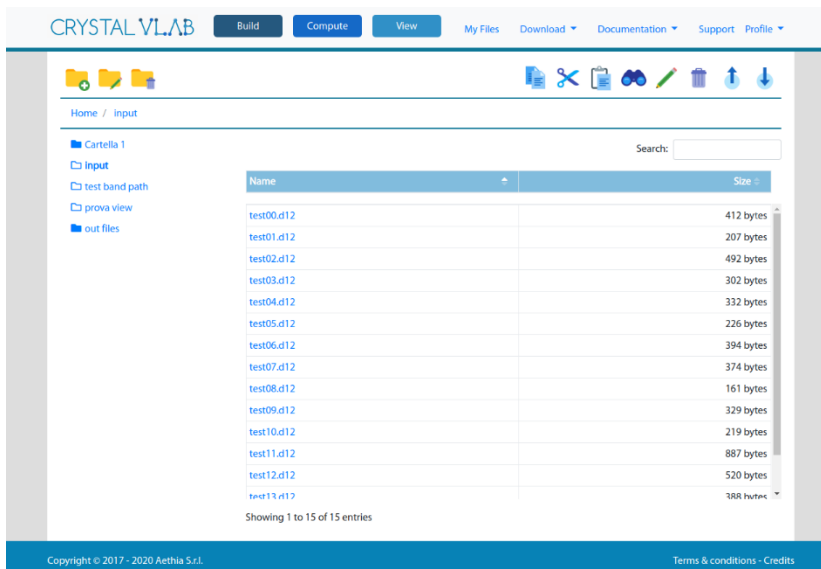 CRYSTAL VLAB Build Compute View My Files Download Documentation Support Profile
Home / input
Cartella 1
input
test band path
prova view
out files
Search:
Name Size
test00.d12 412 bytes
test01.d12 207 bytes
test02.d12 492 bytes
test03.d12 302 bytes
test04.d12 332 bytes
test05.d12 226 bytes
test06.d12 394 bytes
test07.d12 374 bytes
test08.d12 161 bytes
test09.d12 329 bytes
test10.d12 219 bytes
test11.d12 887 bytes
test12.d12 520 bytes
test13.d12 388 bytes
Showing 1 to 15 of 15 entries
Copyright © 2017 - 2020 Aethia S.r.l. Terms & conditions - Credits